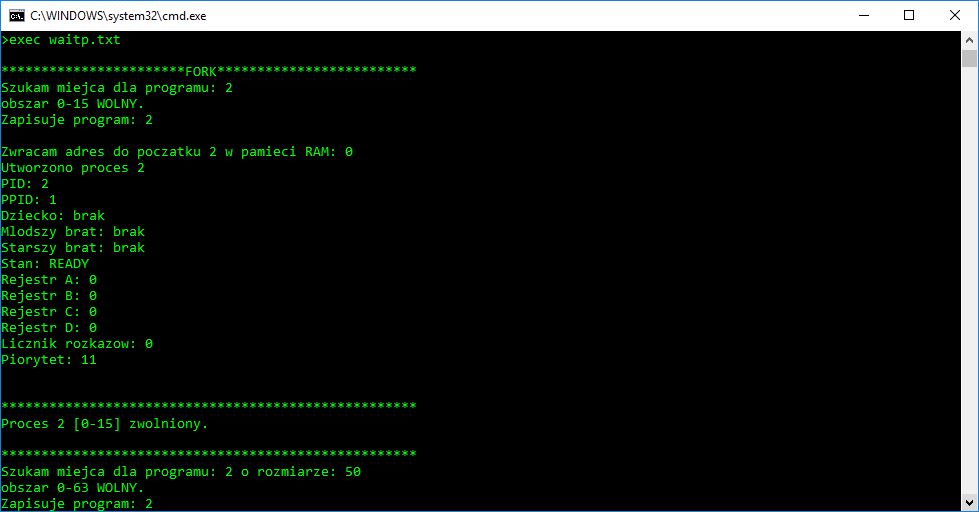 C:\WINDOWS\system32\cmd.exe
>exec waitp.txt
***********************FORK*************************
Szukam miejca dla programu: 2
obszar 0-15 WOLNY.
Zapisuje program: 2
Zwracam adres do poczatku 2 w pamieci RAM: 0
Utworzono proces 2
PID: 2
PPID: 1
Dziecko: brak
Mlodszy brat: brak
Starszy brat: brak
Stan: READY
Rejestr A: 0
Rejestr B: 0
Rejestr C: 0
Rejestr D: 0
Licznik rozkazow: 0
Piorytet: 11
****************************************************
Proces 2 [0-15] zwolniony.
****************************************************
Szukam miejca dla programu: 2 o rozmiarze: 50
obszar 0-63 WOLNY.
Zapisuje program: 2